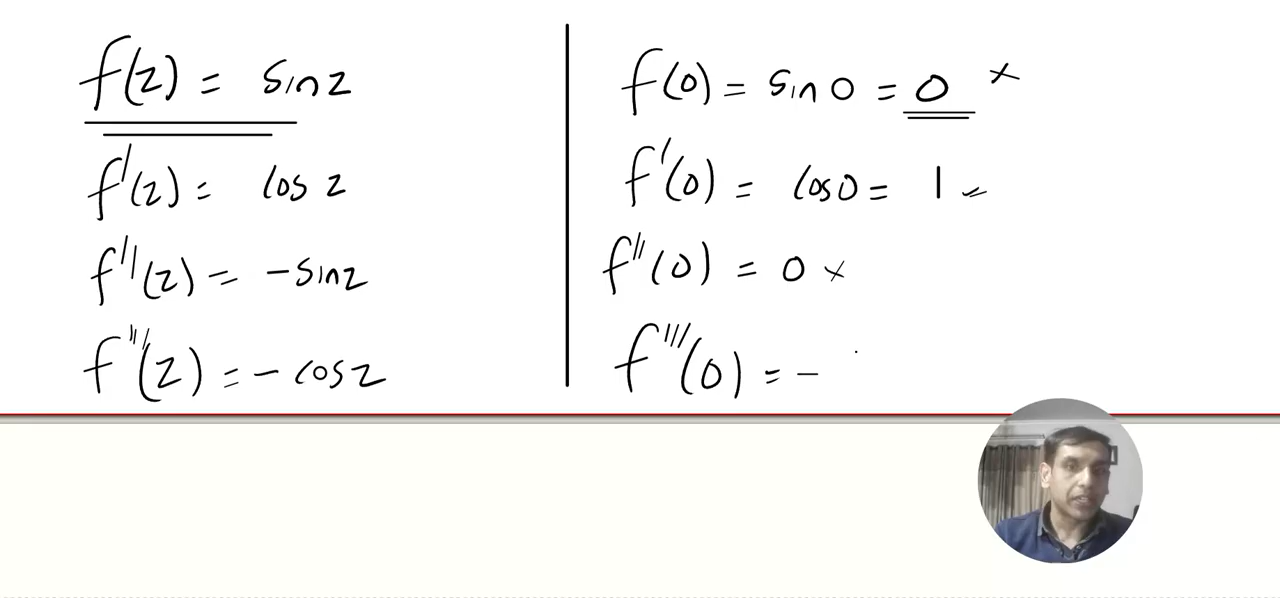 f(z) = sin z
f'(z) = cos z
f''(z) = -sin z
f'''(z) = - cos z
f(0) = sin 0 = 0 ×
f'(0) = cos 0 = 1 ✓
f''(0) = 0 ×
f'''(0) = -